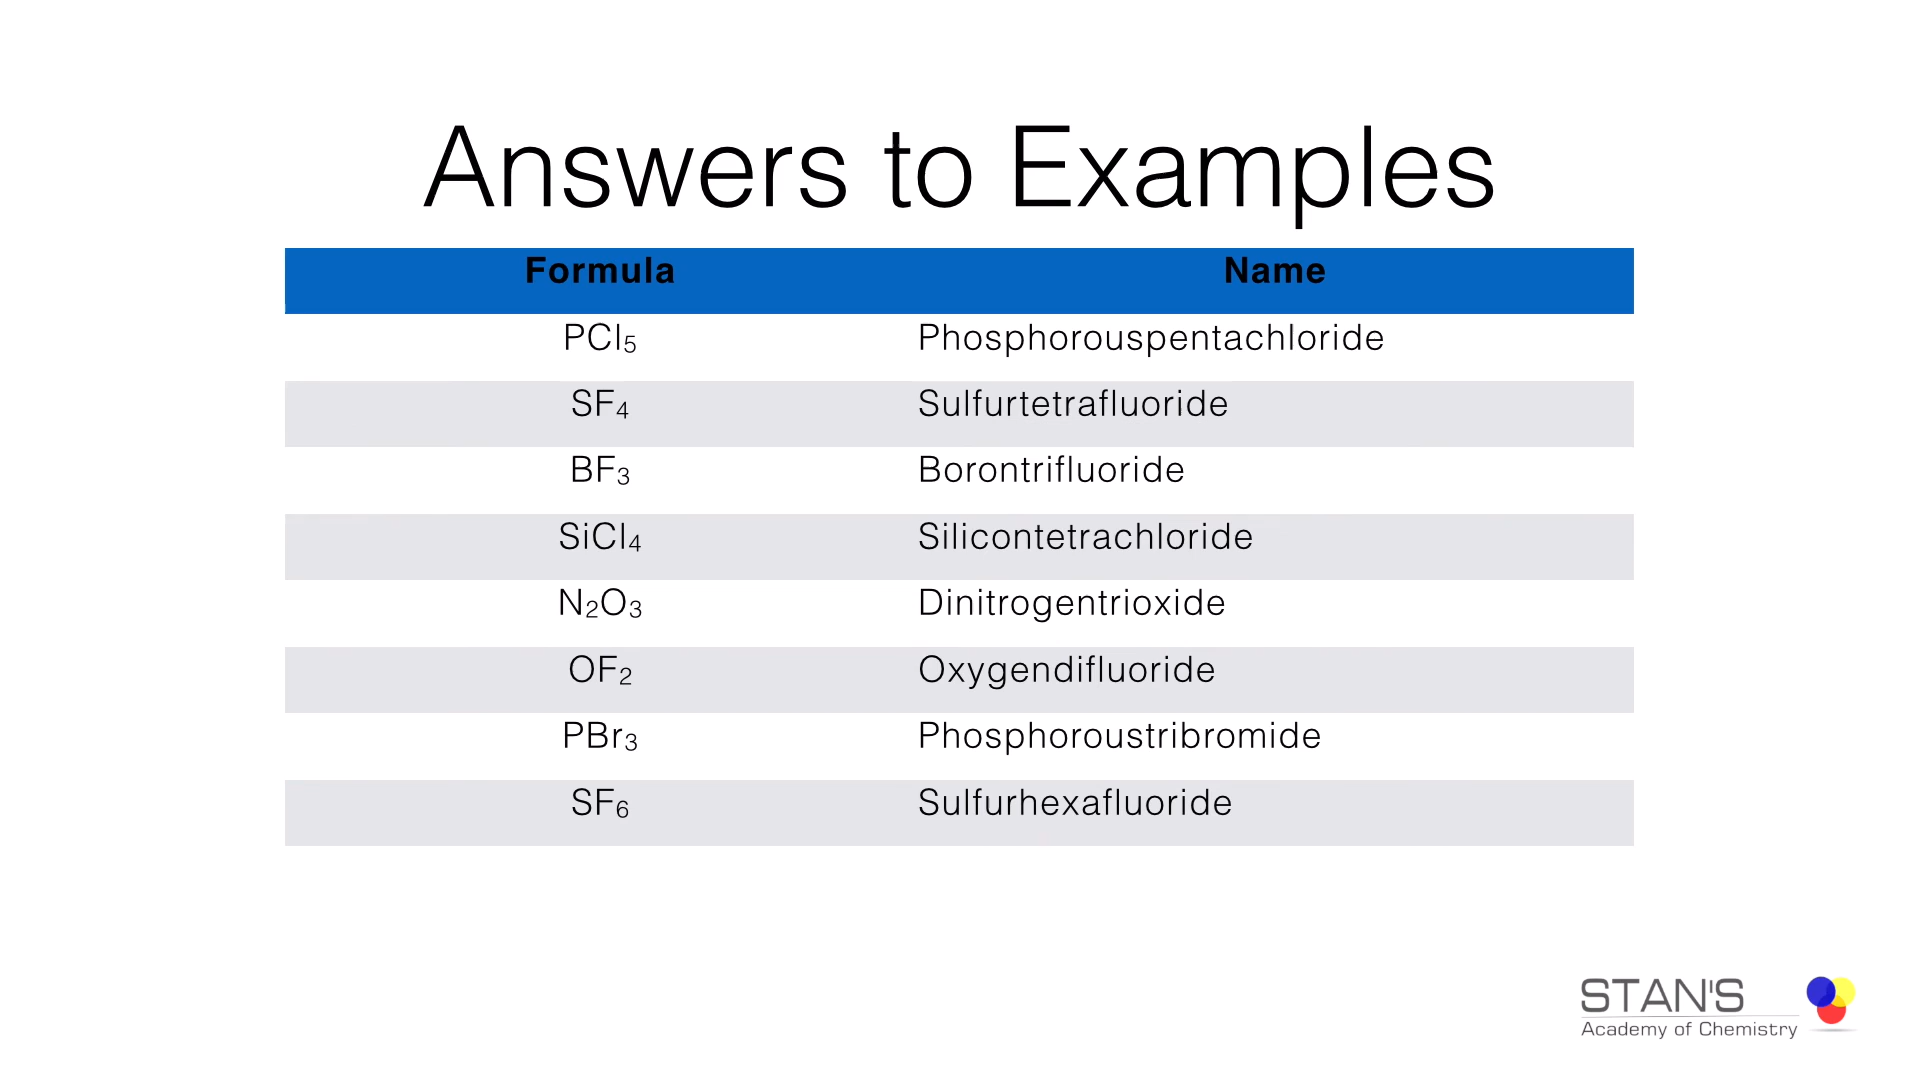 Answers to Examples
Formula Name
PCl₅ Phosphorouspentachloride
SF₄ Sulfurtetrafluoride
BF₃ Borontrifluoride
SiCl₄ Silicontetrachloride
N₂O₃ Dinitrogentrioxide
OF₂ Oxygendifluoride
PBr₃ Phosphoroustribromide
SF₆ Sulfurhexafluoride
STAN'S
Academy of Chemistry